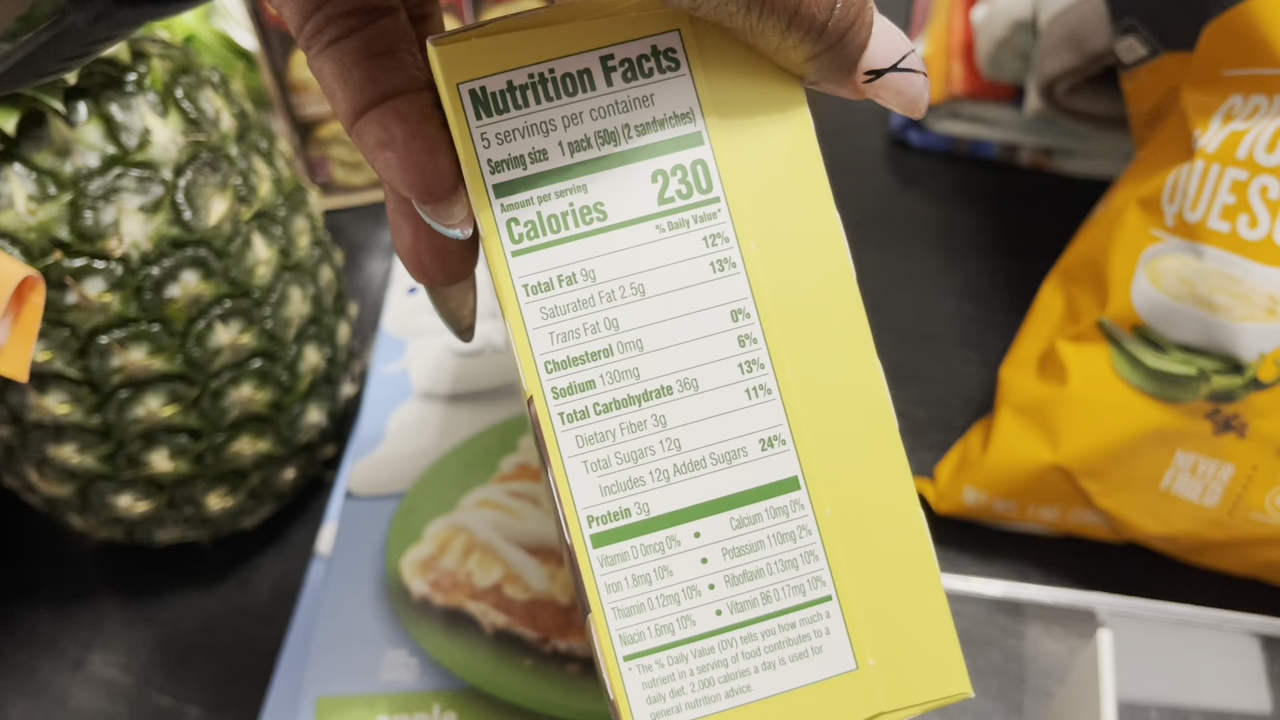 Nutrition Facts
5 servings per container
Serving size 1 pack (50g) (2 sandwiches)
Amount per serving
Calories 230
% Daily Value*
Total Fat 9g 12%
Saturated Fat 2.5g 13%
Trans Fat 0g
Cholesterol 0mg 0%
Sodium 130mg 6%
Total Carbohydrate 36g 13%
Dietary Fiber 3g 11%
Total Sugars 12g
Includes 12g Added Sugars 24%
Protein 3g
Vitamin D 0mcg 0% • Calcium 10mg 0%
Iron 1.8mg 10% • Potassium 110mg 2%
Thiamin 0.12mg 10% • Riboflavin 0.13mg 10%
Niacin 1.6mg 10% • Vitamin B6 0.17mg 10%
* The % Daily Value (DV) tells you how much a
nutrient in a serving of food contributes to a
daily diet. 2,000 calories a day is used for
general nutrition advice.
NEVER
FRIED
apple